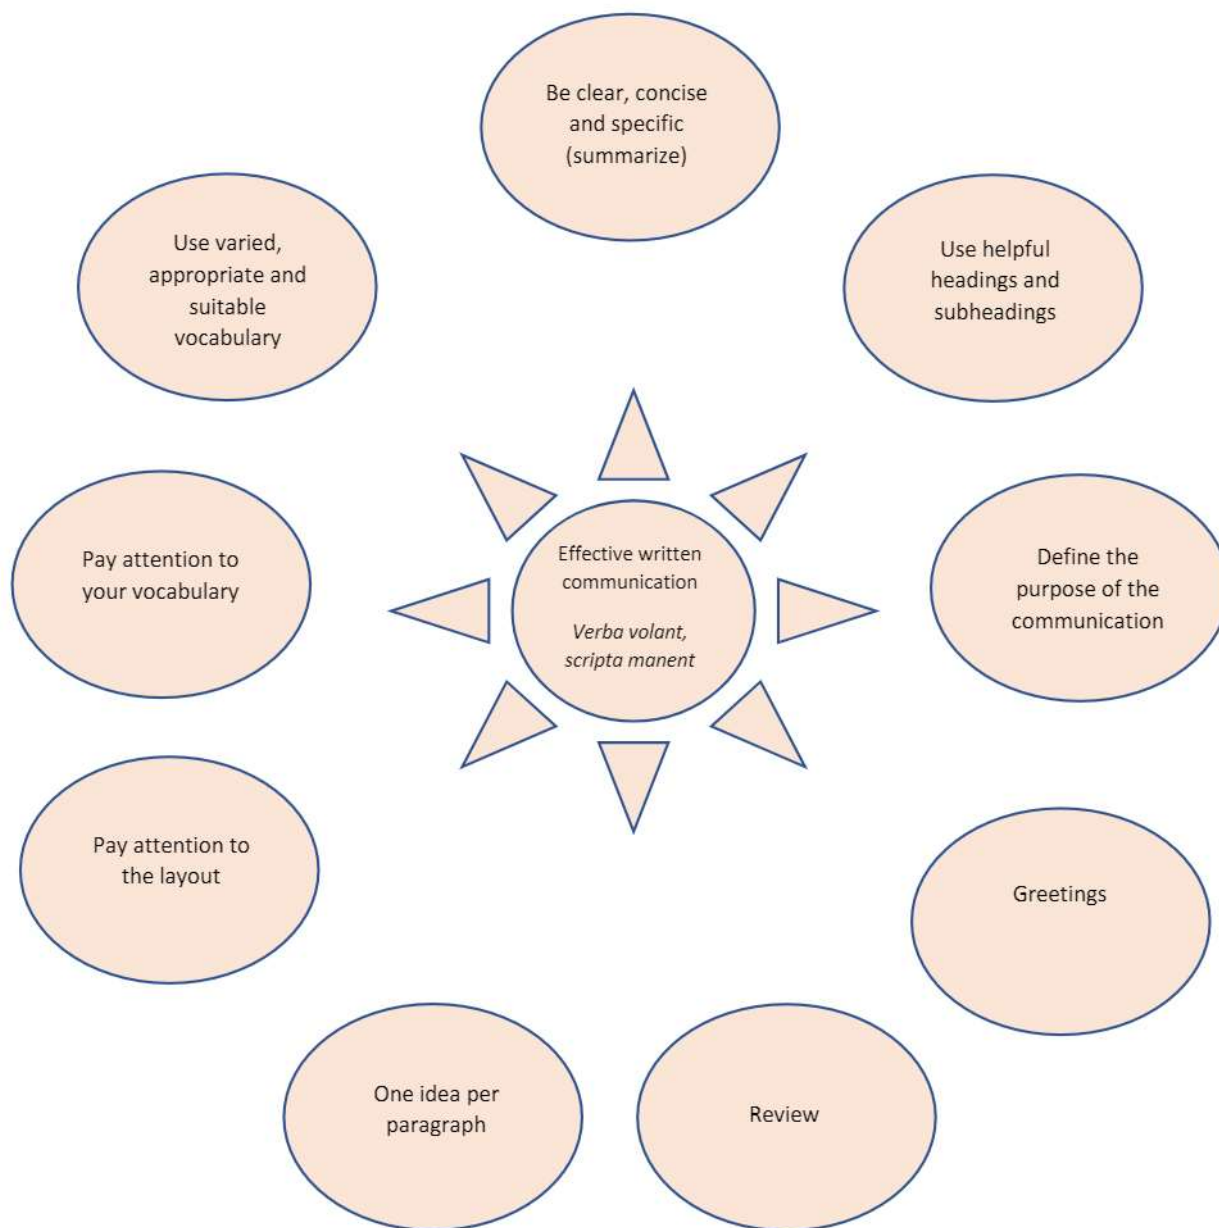 Be clear, concise
and specific
(summarize)
Use varied,
appropriate and
suitable
vocabulary
Use helpful
headings and
subheadings
Pay attention to
your vocabulary
Effective written
communication
Verba volant,
scripta manent
Define the
purpose of the
communication
Pay attention to
the layout
Greetings
One idea per
paragraph
Review